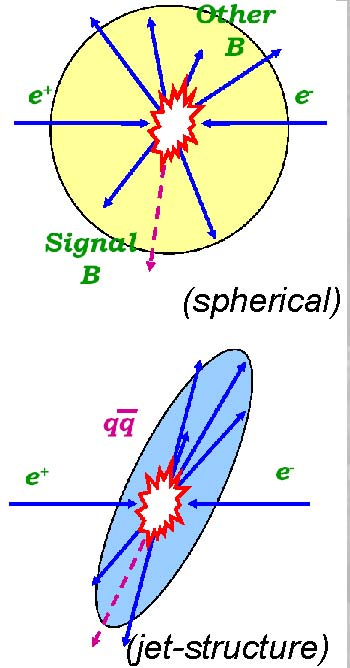 Other
B
e⁺
e⁻
Signal
B
(spherical)
qq̅
e⁺
e⁻
(jet-structure)